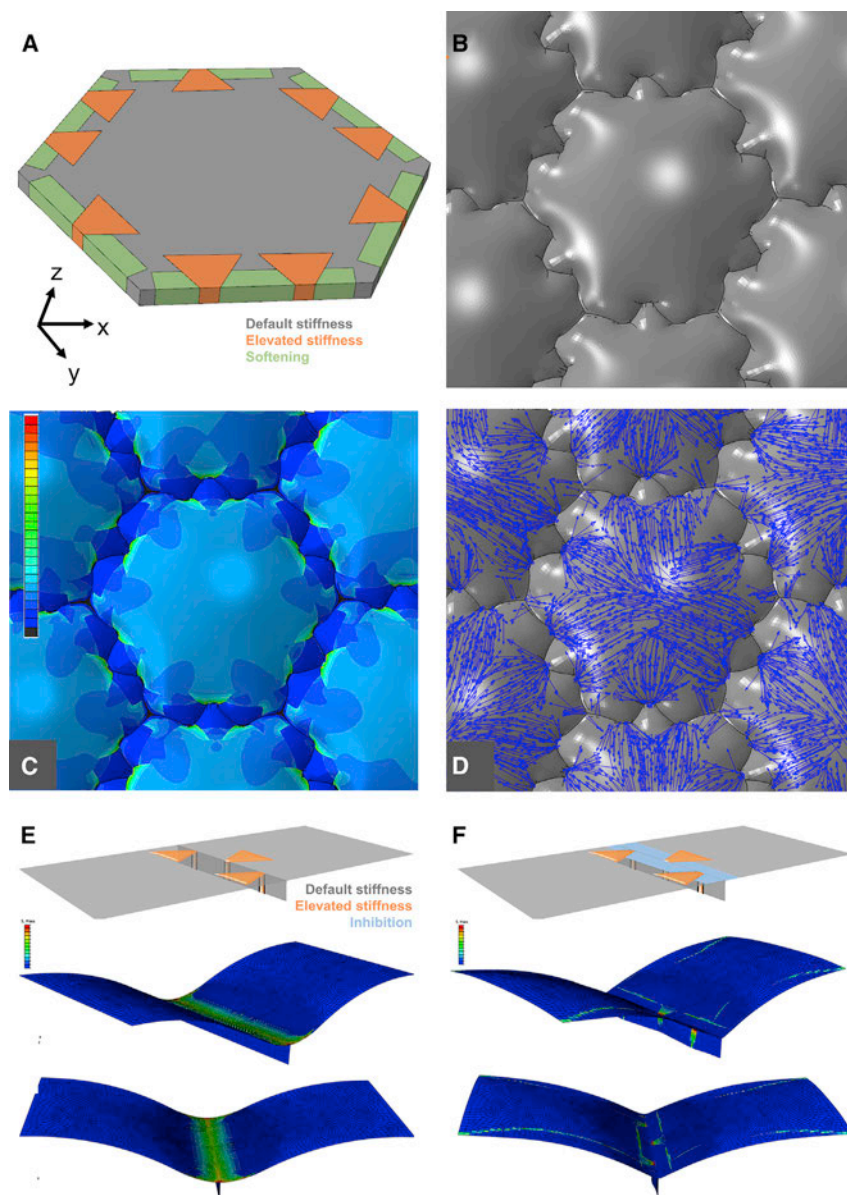 A
z
x
y
Default stiffness
Elevated stiffness
Softening
B
C
D
E
Default stiffness
Elevated stiffness
Inhibition
F